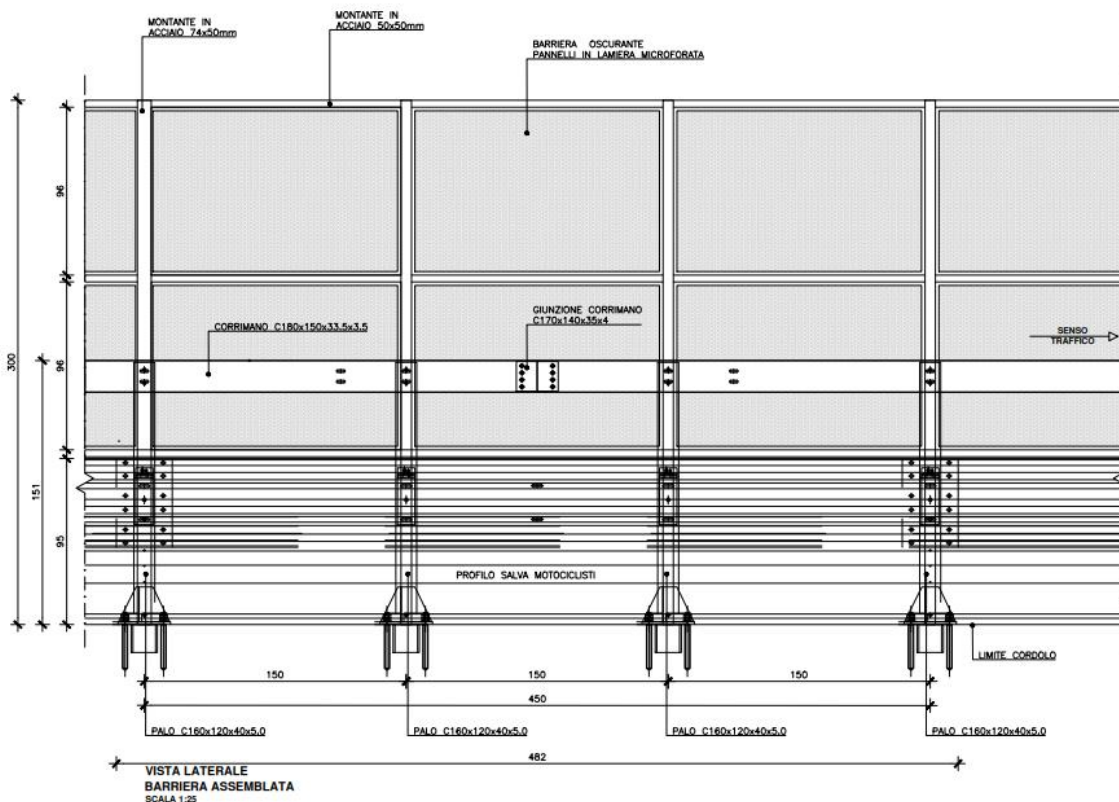 MONTANTE IN
ACCIAIO 74x50mm
MONTANTE IN
ACCIAIO 50x50mm
BARRIERA OSCURANTE
PANNELLI IN LAMIERA MICROFORATA
96
300
CORRIMANO C180x150x33.5x3.5
GIUNZIONE CORRIMANO
C170x140x35x4
SENSO
TRAFFICO
96
151
95
PROFILO SALVA MOTOCICLISTI
LIMITE CORDOLO
150
150
150
450
PALO C160x120x40x5.0
PALO C160x120x40x5.0
PALO C160x120x40x5.0
PALO C160x120x40x5.0
482
VISTA LATERALE
BARRIERA ASSEMBLATA
SCALA 1:25